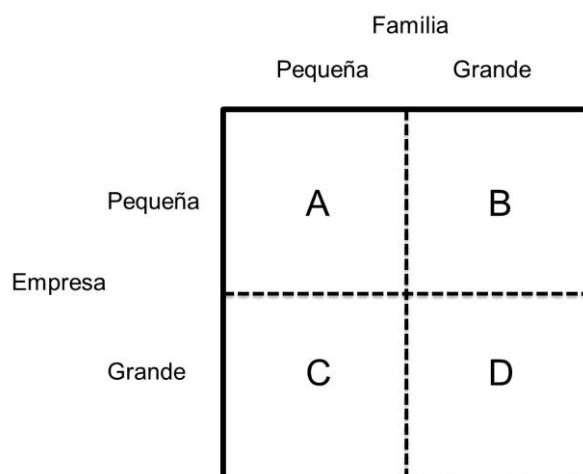 Familia
Pequeña Grande
Pequeña A B
Empresa
Grande C D